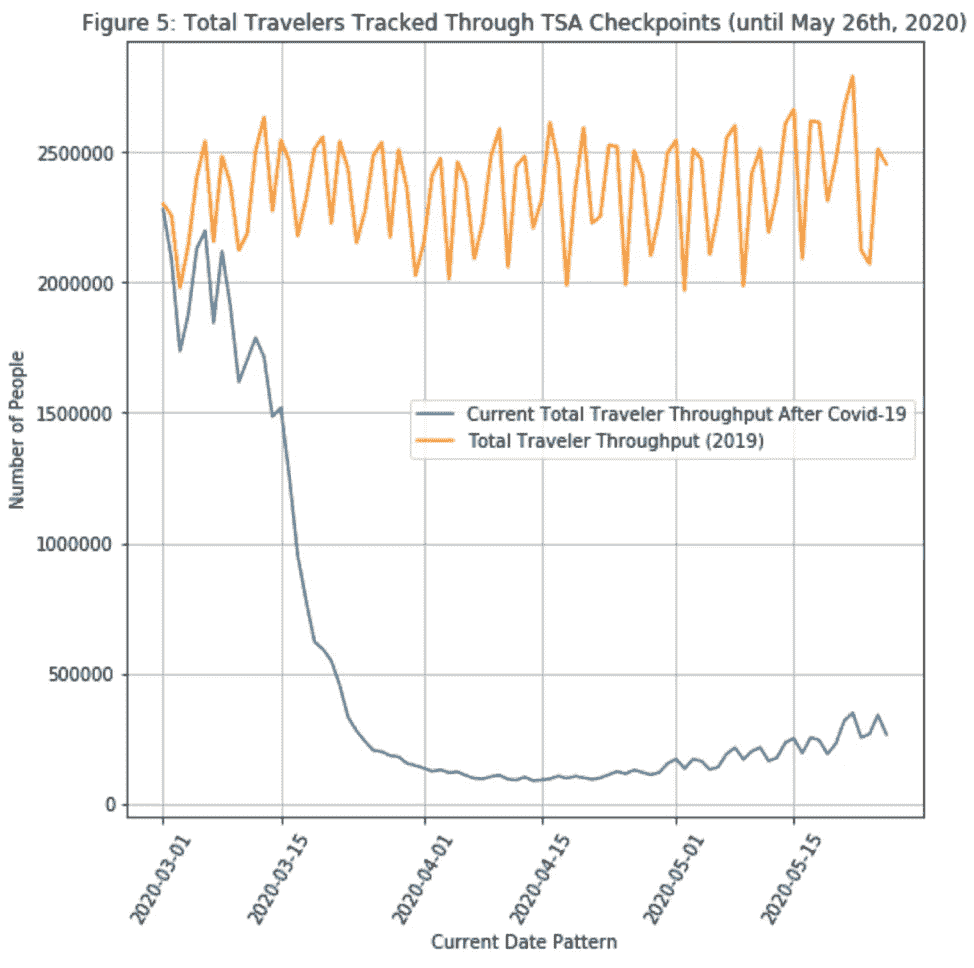 Figure 5: Total Travelers Tracked Through TSA Checkpoints (until May 26th, 2020)
2500000
2000000
1500000
1000000
500000
0
Number of People
Current Total Traveler Throughput After Covid-19
Total Traveler Throughput (2019)
2020-03-01
2020-03-15
2020-04-01
2020-04-15
2020-05-01
2020-05-15
Current Date Pattern